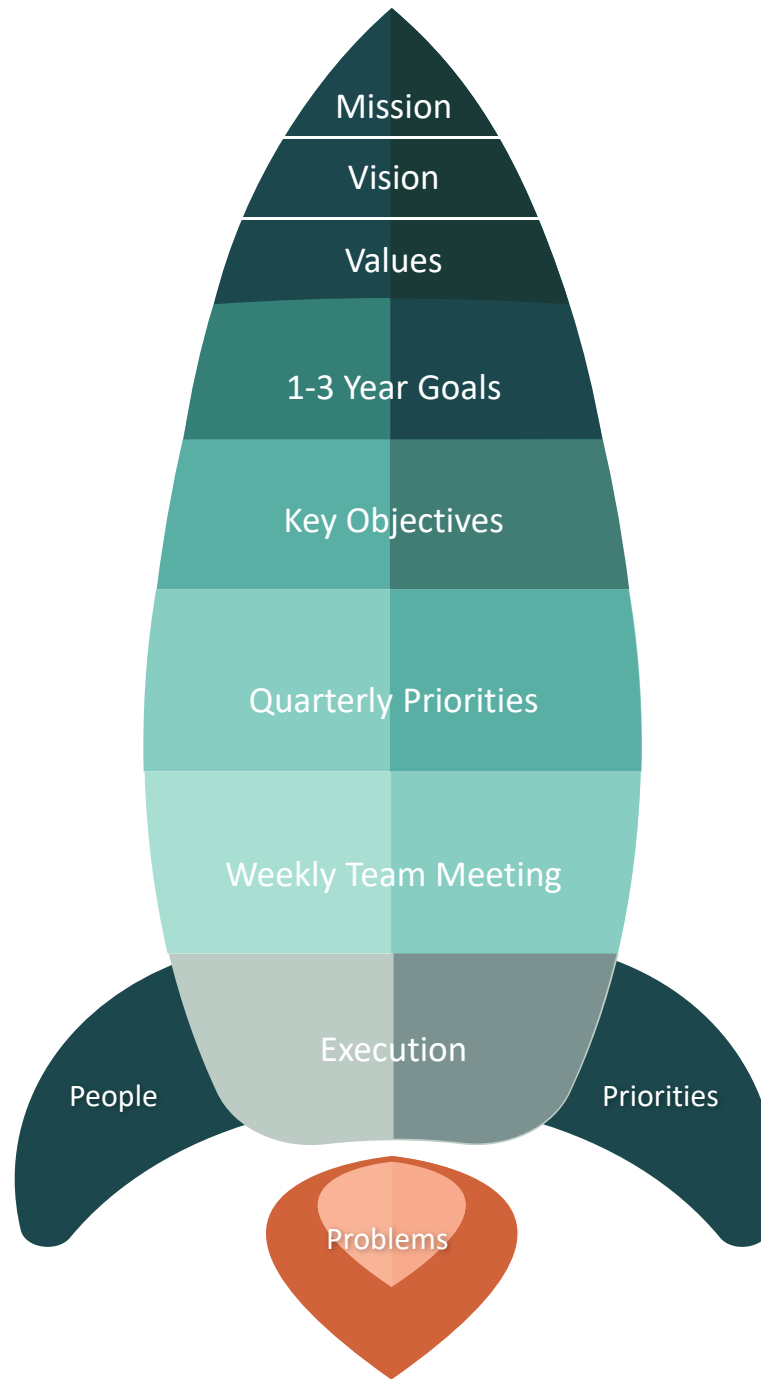 Mission
Vision
Values
1-3 Year Goals
Key Objectives
Quarterly Priorities
Weekly Team Meeting
Execution
People
Priorities
Problems